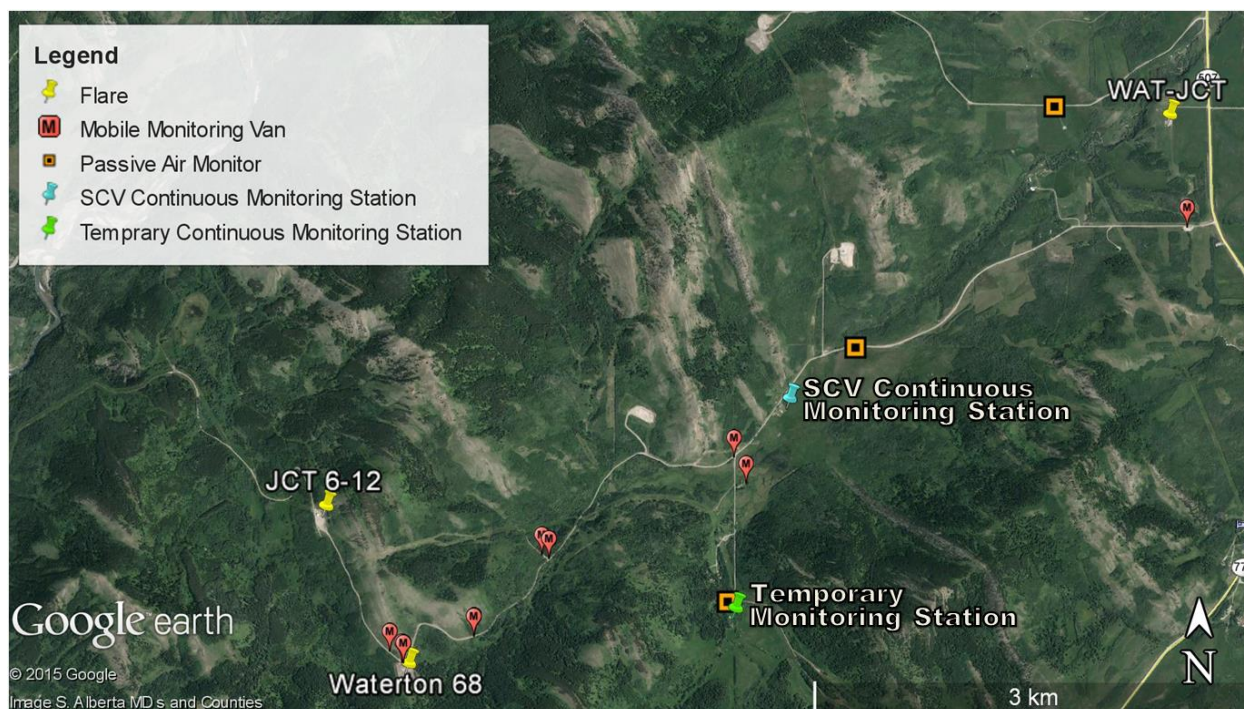 Legend
Flare
M Mobile Monitoring Van
Passive Air Monitor
SCV Continuous Monitoring Station
Temprary Continuous Monitoring Station
507
WAT-JCT
M
SCV Continuous
Monitoring Station
M
M
JCT 6-12
M M
Temporary
Monitoring Station
M
M
M
Waterton 68
77
Google earth
© 2015 Google
Image S. Alberta MD s and Counties
3 km
N